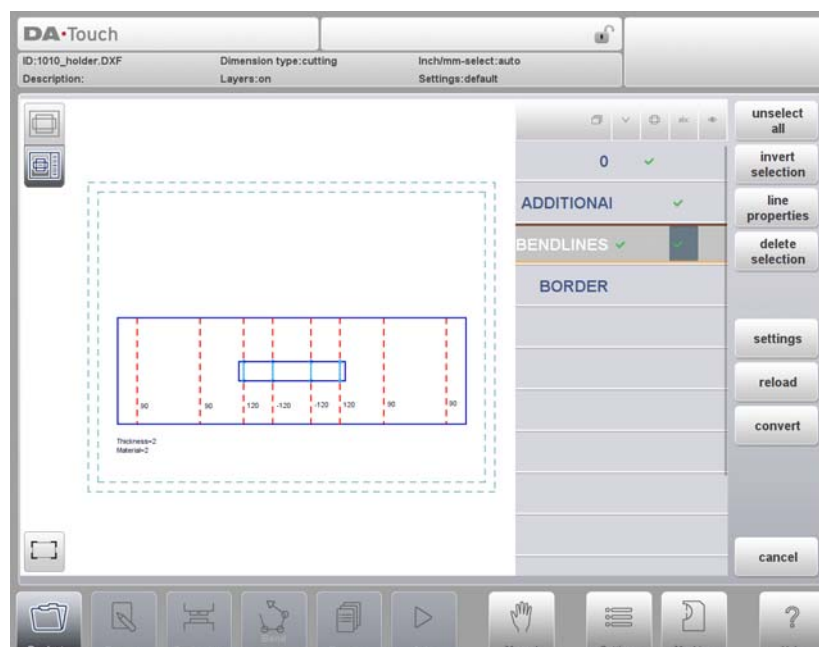 DA•Touch
ID:1010_holder.DXF Dimension type:cutting Inch/mm-select:auto
Description: Layers:on Settings:default
unselect
all
abc
0
invert
selection
ADDITIONAI
line
properties
BENDLINES
delete
selection
BORDER
settings
reload
convert
90 90 120 -120 -120 120 90 90
Thickness=2
Material=2
cancel
?